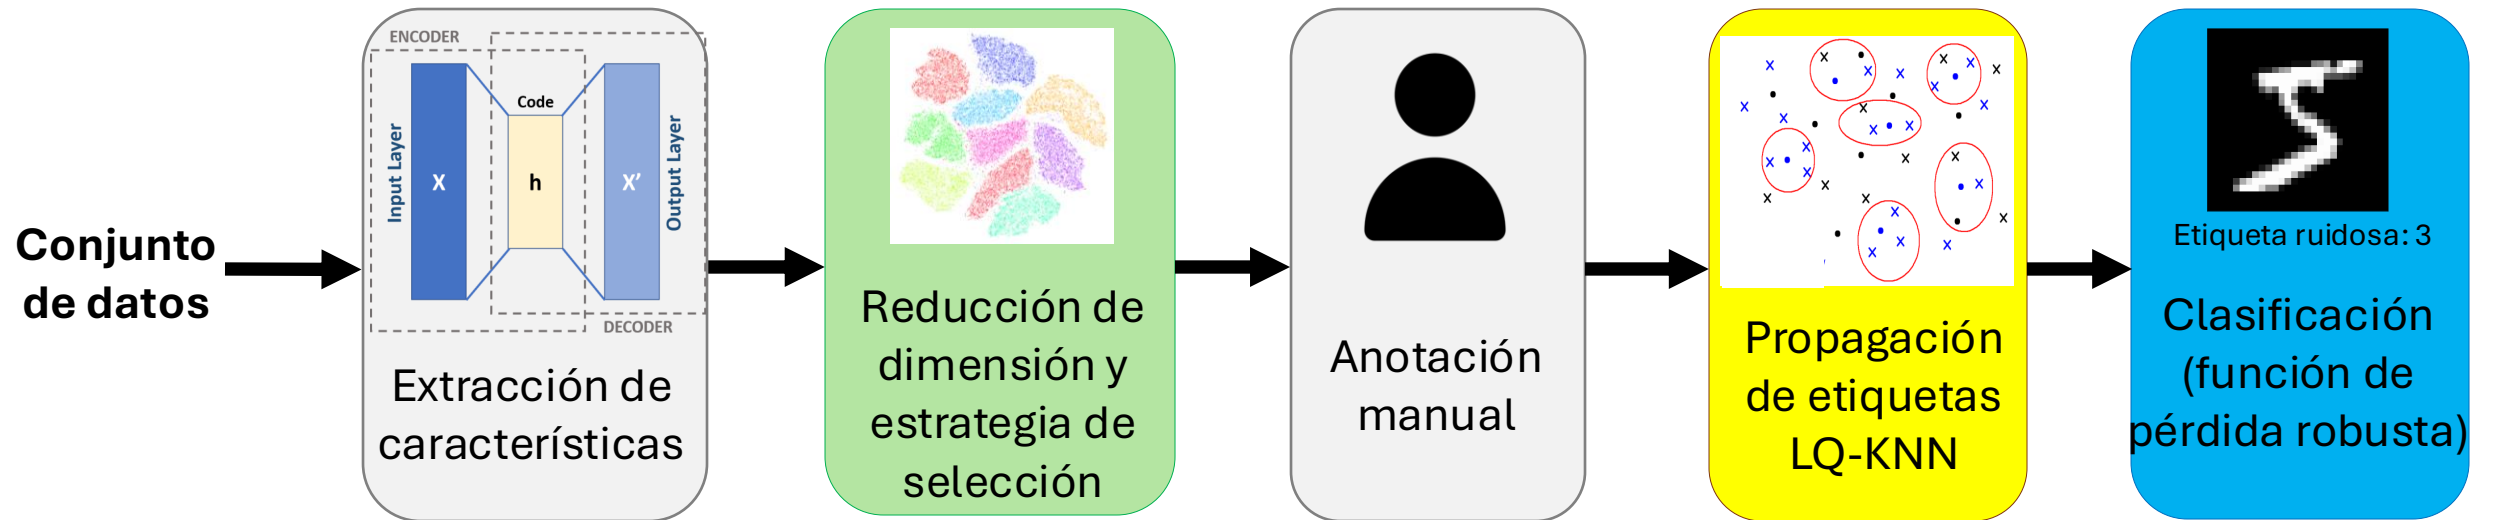 Conjunto
de datos
ENCODER
Code
Input Layer
X
h
X’
Output Layer
DECODER
Extracción de
características
Reducción de
dimensión y
estrategia de
selección
Anotación
manual
Propagación
de etiquetas
LQ-KNN
Etiqueta ruidosa: 3
Clasificación
(función de
pérdida robusta)